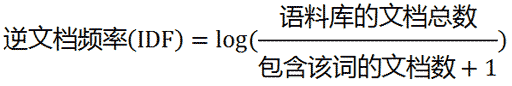 逆文档频率(IDF) = log(语料库的文档总数 / 包含该词的文档数 + 1)